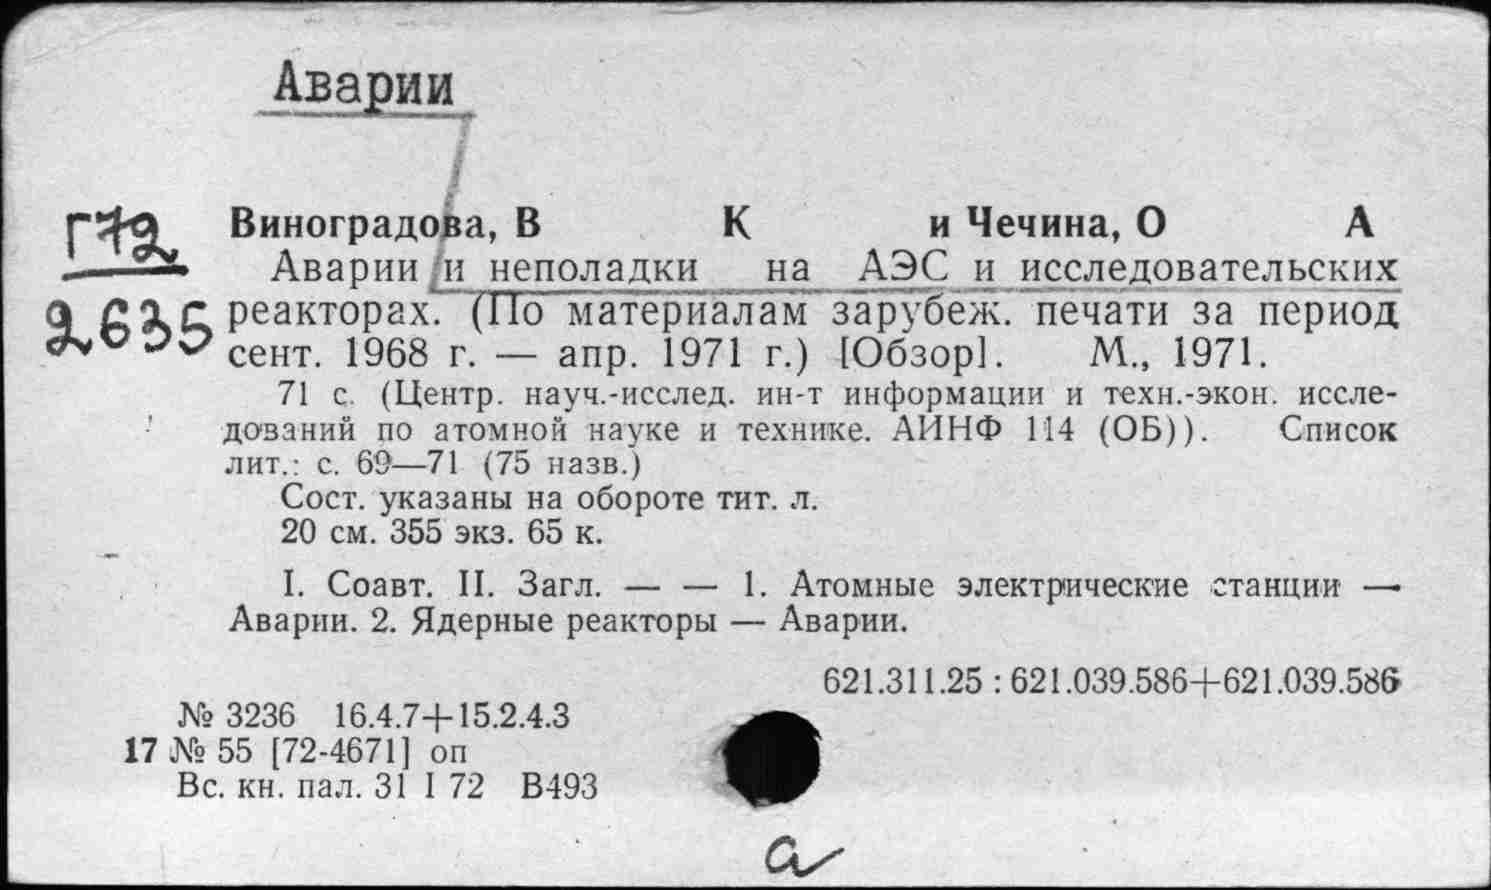 Аварии
Г72
2635
Виноградова, В К и Чечина, О А
Аварии и неполадки на АЭС и исследовательских
реакторах. (По материалам зарубеж. печати за период
сент. 1968 г. — апр. 1971 г.) [Обзор]. М., 1971.
71 с. (Центр. науч.-исслед. ин-т информации и техн.-экон. иссле-
дований по атомной науке и технике. АИНФ 114 (ОБ)). Список
лит.: с. 69—71 (75 назв.)
Сост. указаны на обороте тит. л.
20 см. 355 экз. 65 к.
I. Соавт. II. Загл. — — 1. Атомные электрические станции —
Аварии. 2. Ядерные реакторы — Аварии.
621.311.25 : 621.039.586+621.039.586
№ 3236 16.4.7+15.2.4.3
17 № 55 [72-4671] оп
Вс. кн. пал. 31 I 72 В493